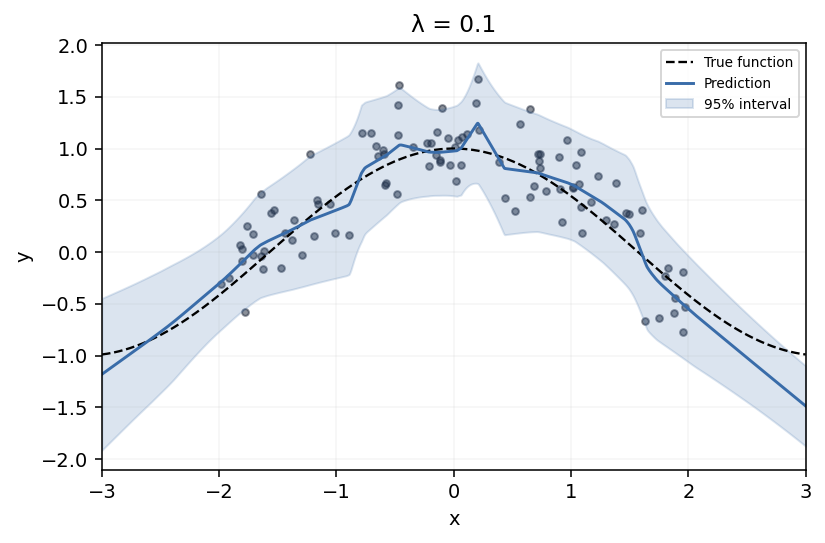 λ = 0.1
True function
Prediction
95% interval
y
2.0
1.5
1.0
0.5
0.0
−0.5
−1.0
−1.5
−2.0
−3 −2 −1 0 1 2 3
x